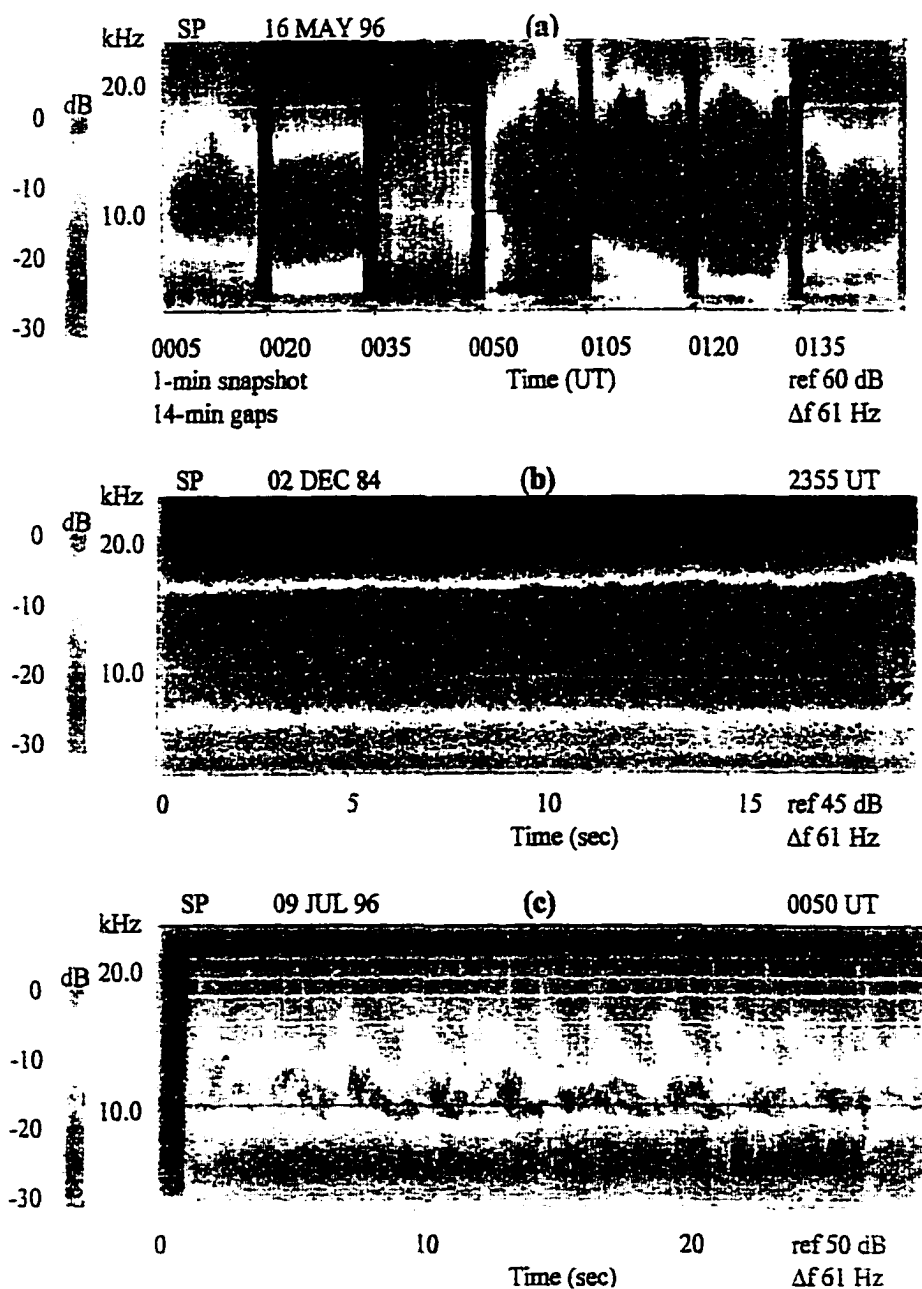 SP 16 MAY 96 (a)
kHz
20.0
dB
0
-10
10.0
-20
-30
0005 0020 0035 0050 0105 0120 0135
1-min snapshot Time (UT) ref 60 dB
14-min gaps Δf 61 Hz
SP 02 DEC 84 (b) 2355 UT
kHz
dB
0 20.0
-10
-20 10.0
-30
0 5 10 15 ref 45 dB
Time (sec) Δf 61 Hz
SP 09 JUL 96 (c) 0050 UT
kHz
dB 20.0
0
-10
10.0
-20
-30
0 10 20 ref 50 dB
Time (sec) Δf 61 Hz